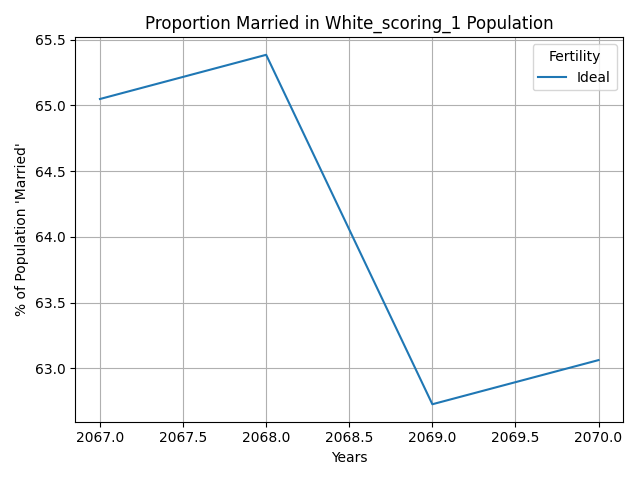 Proportion Married in White_scoring_1 Population
65.5
65.0
64.5
64.0
63.5
63.0
% of Population 'Married'
Fertility
Ideal
2067.0 2067.5 2068.0 2068.5 2069.0 2069.5 2070.0
Years